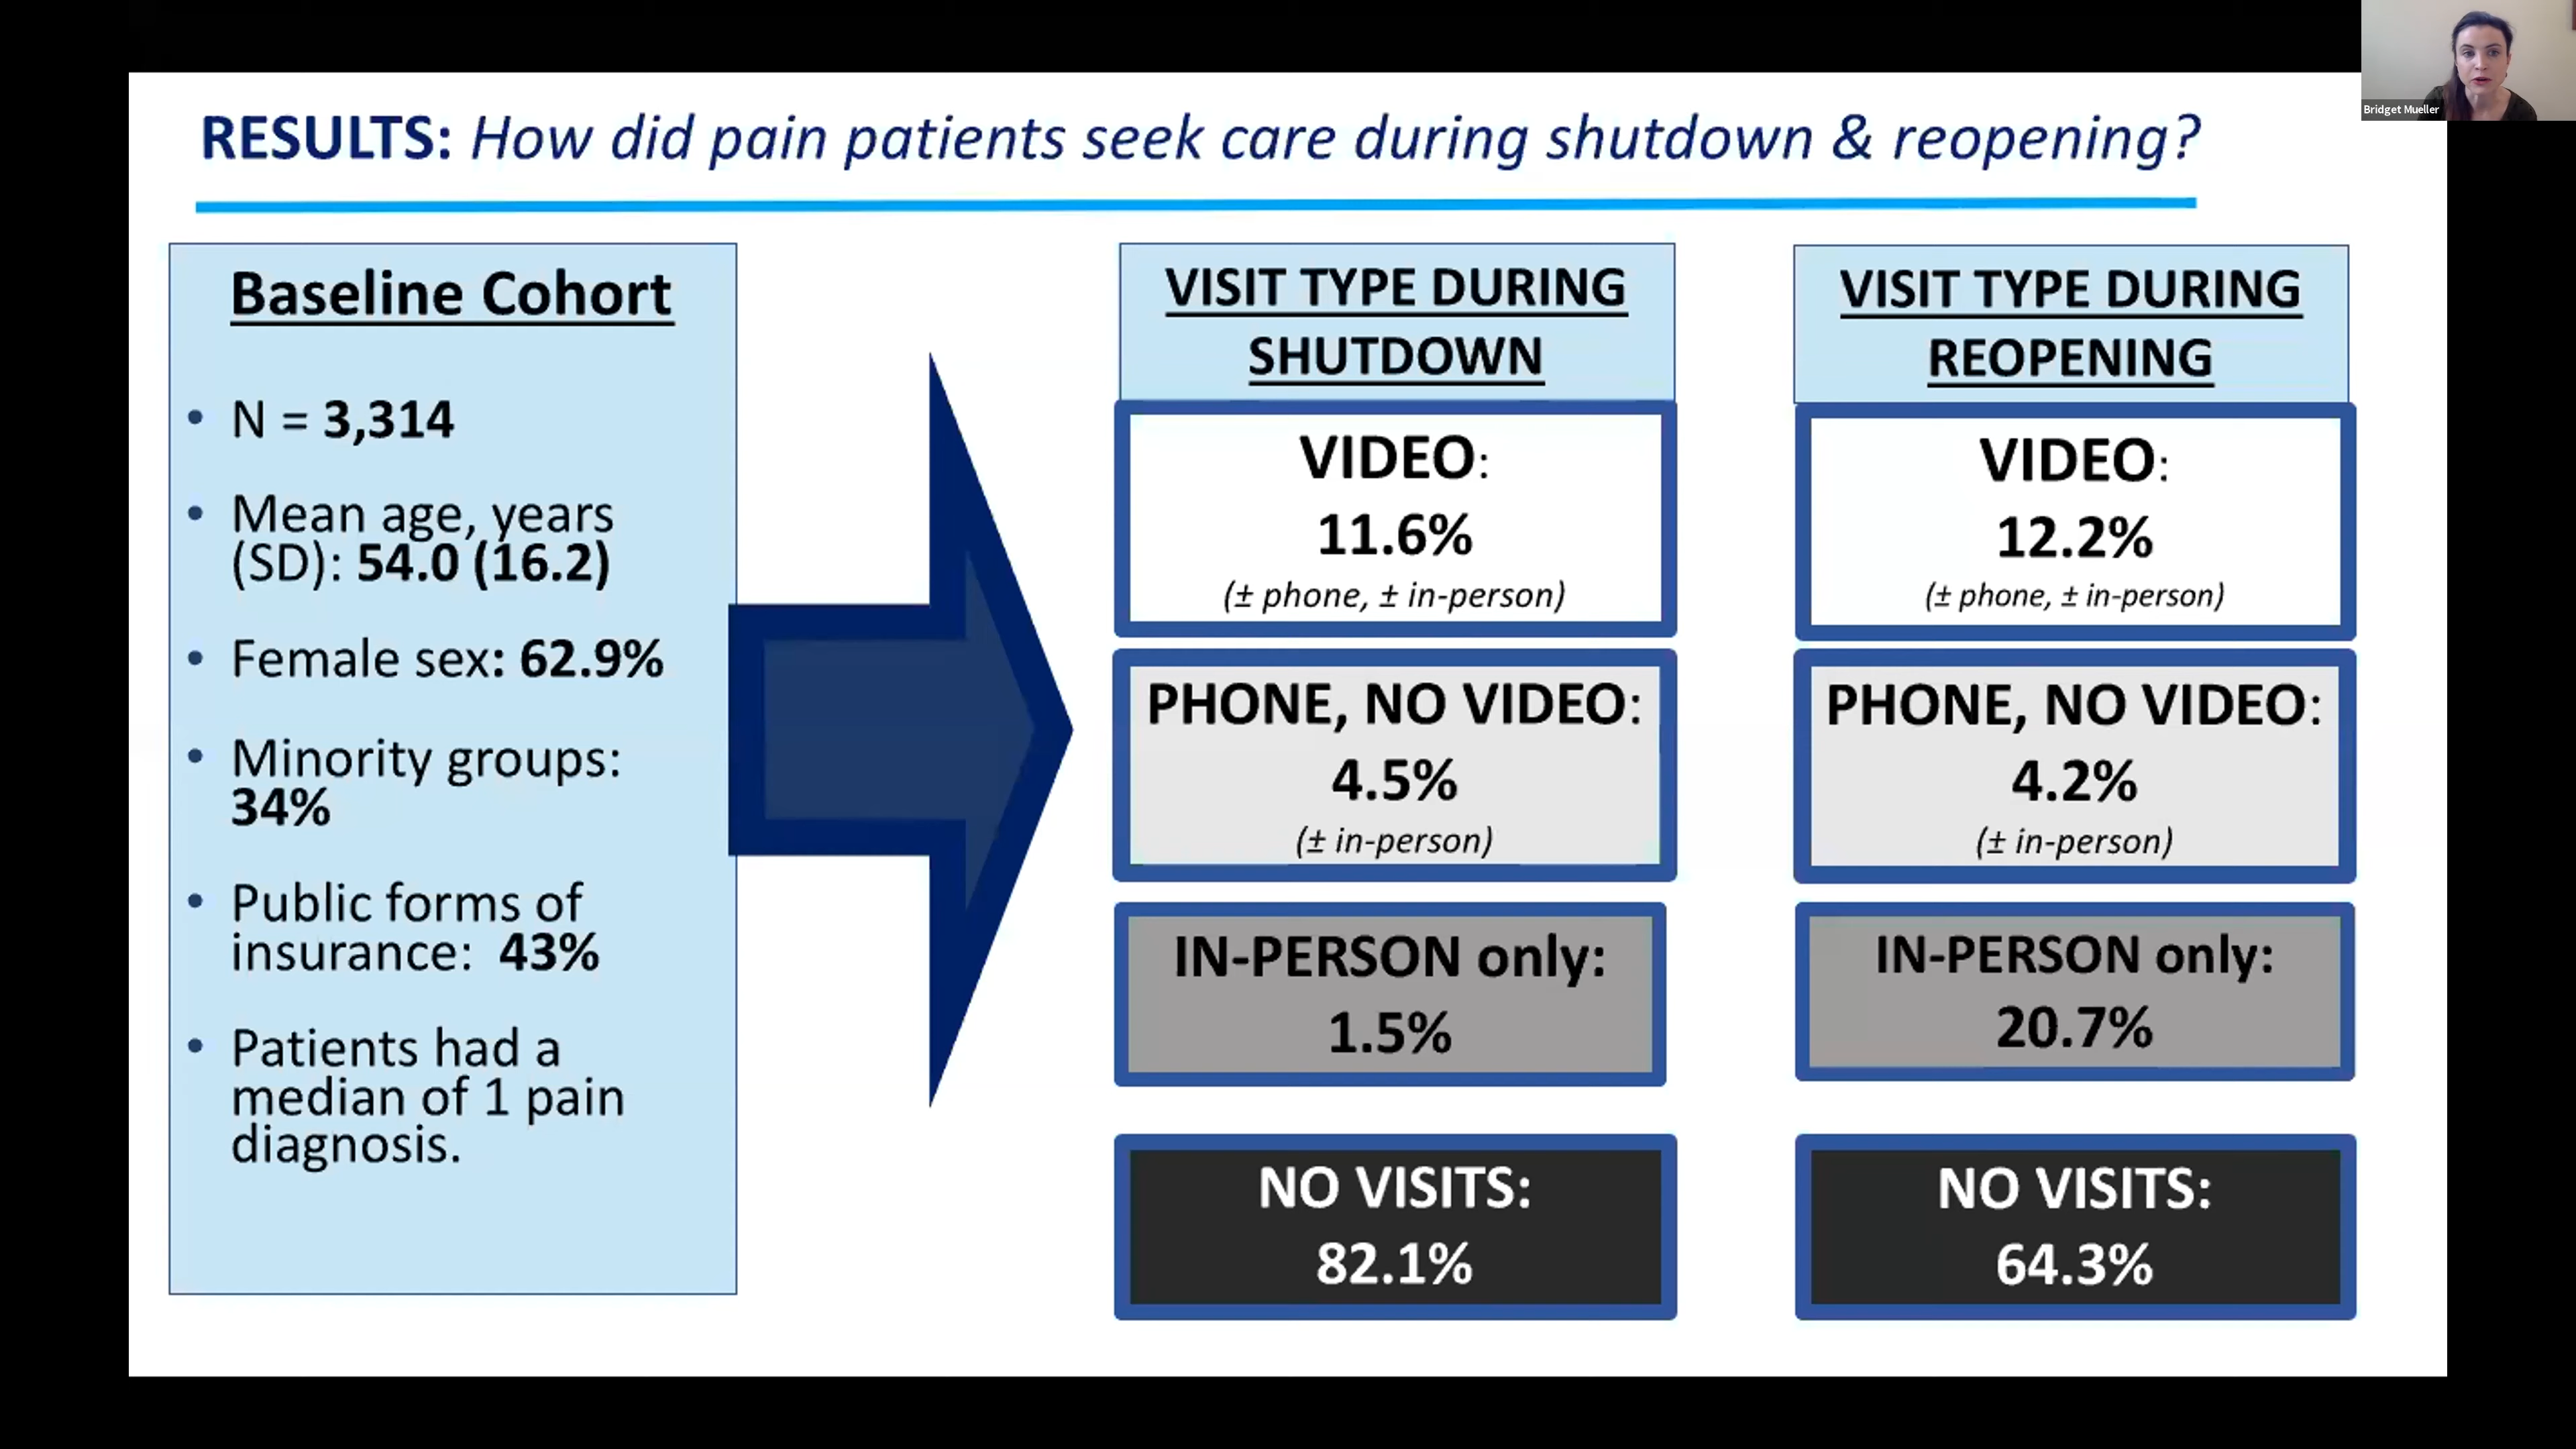 RESULTS: How did pain patients seek care during shutdown & reopening?
Bridget Mueller
Baseline Cohort
• N = 3,314
• Mean age, years
(SD): 54.0 (16.2)
• Female sex: 62.9%
• Minority groups:
34%
• Public forms of
insurance: 43%
• Patients had a
median of 1 pain
diagnosis.
VISIT TYPE DURING
SHUTDOWN
VIDEO:
11.6%
(± phone, ± in-person)
PHONE, NO VIDEO:
4.5%
(± in-person)
IN-PERSON only:
1.5%
NO VISITS:
82.1%
VISIT TYPE DURING
REOPENING
VIDEO:
12.2%
(± phone, ± in-person)
PHONE, NO VIDEO:
4.2%
(± in-person)
IN-PERSON only:
20.7%
NO VISITS:
64.3%